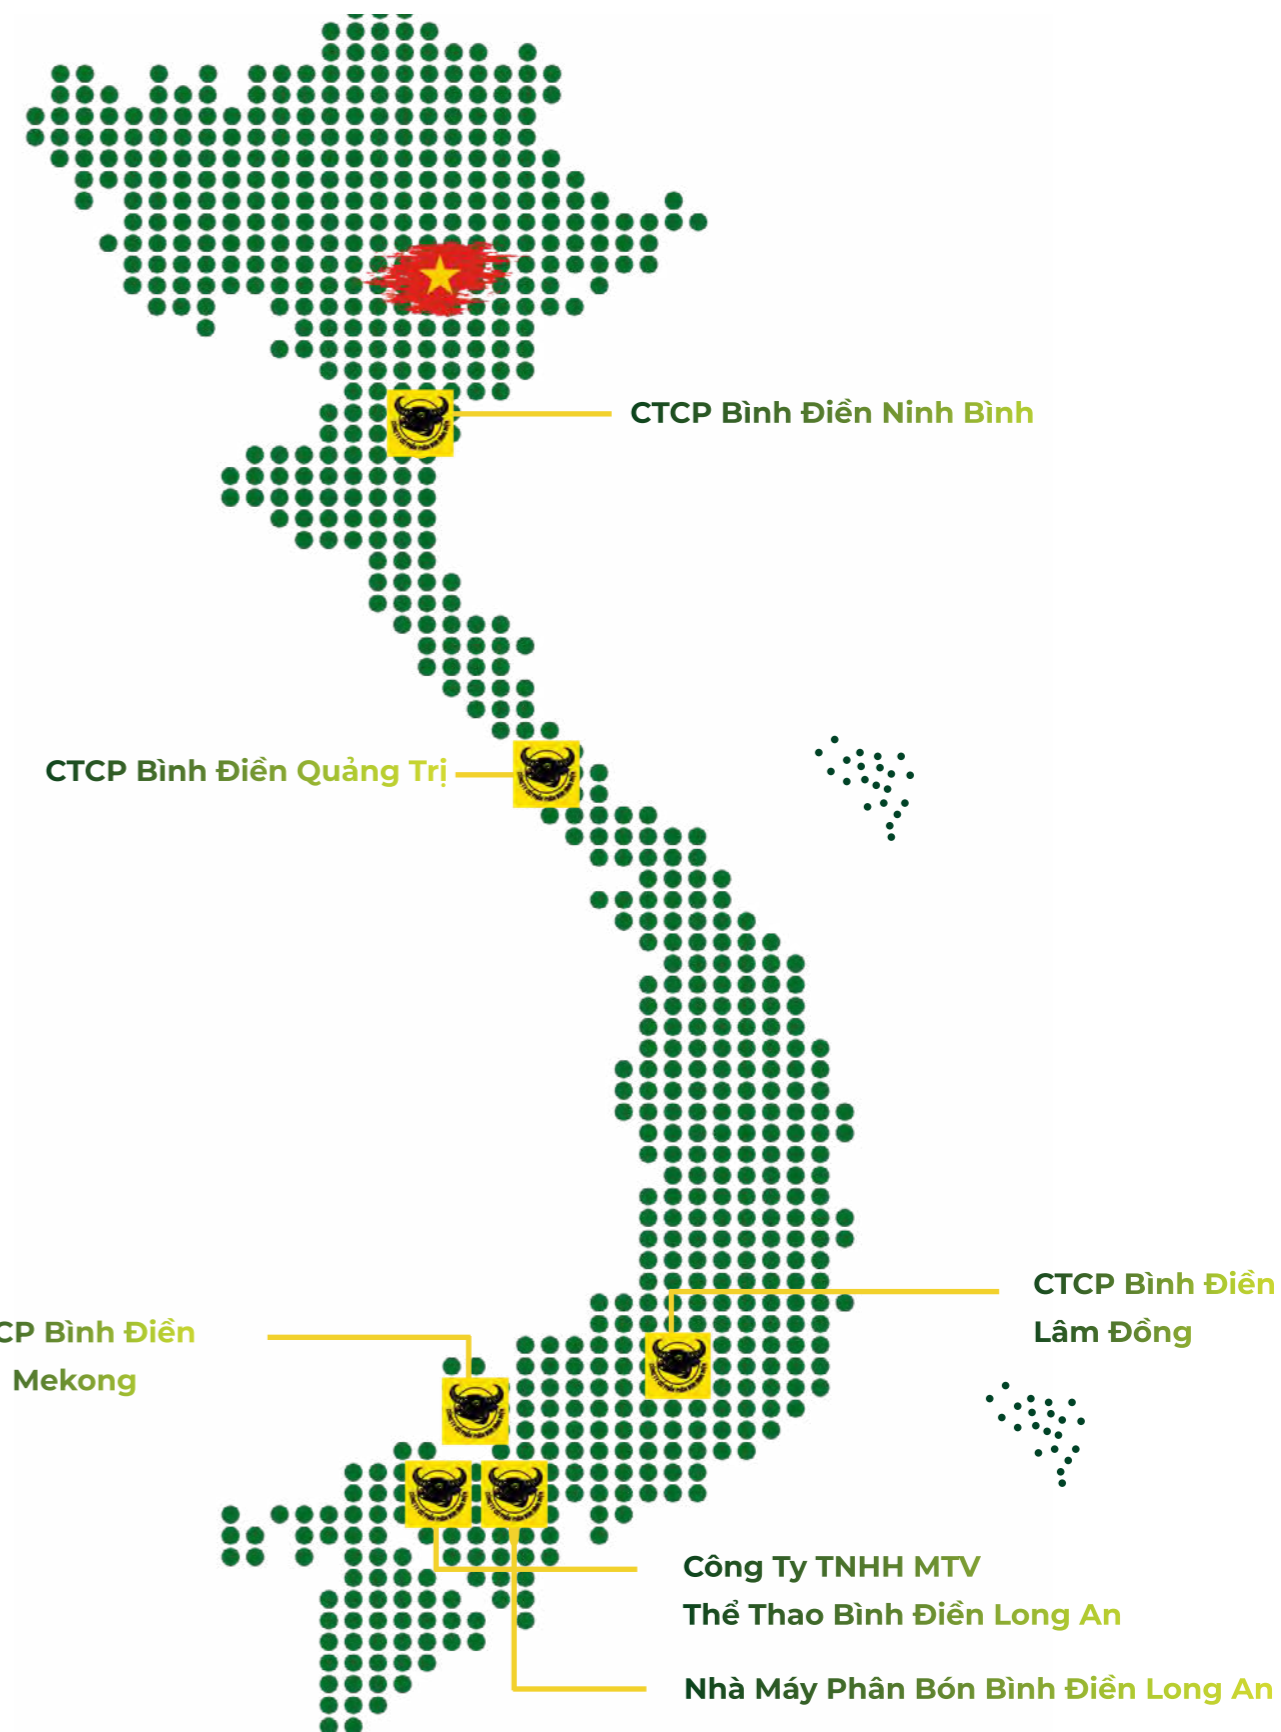 CTCP Bình Điền Ninh Bình
CTCP Bình Điền Quảng Trị
CTCP Bình Điền
Lâm Đồng
CP Bình Điền
Mekong
Công Ty TNHH MTV
Thể Thao Bình Điền Long An
Nhà Máy Phân Bón Bình Điền Long An